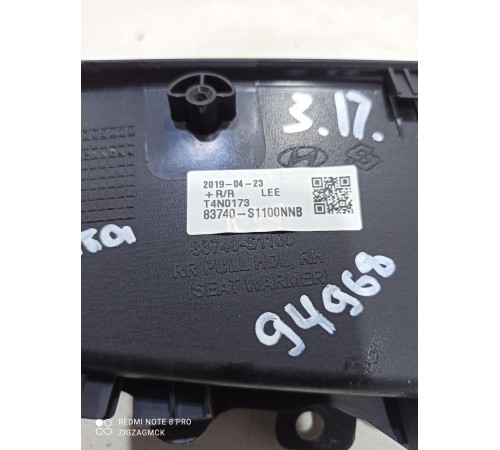 3.17.
2019-04-23
+R/R LEE
T4N0173
83740-S1100NNB
83740-S1100
RR PULL HDL, RH
(SEAT WARMER)
94968
REDMI NOTE 8 PRO
ZIGZAGMCK